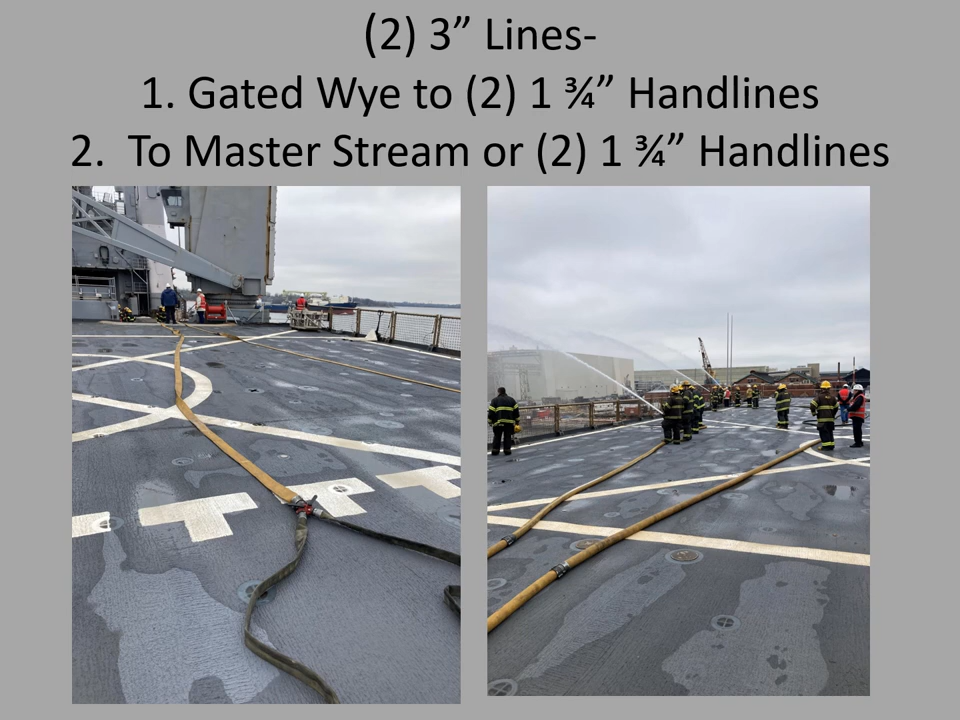 (2) 3” Lines-
1. Gated Wye to (2) 1 ¾” Handlines
2. To Master Stream or (2) 1 ¾” Handlines